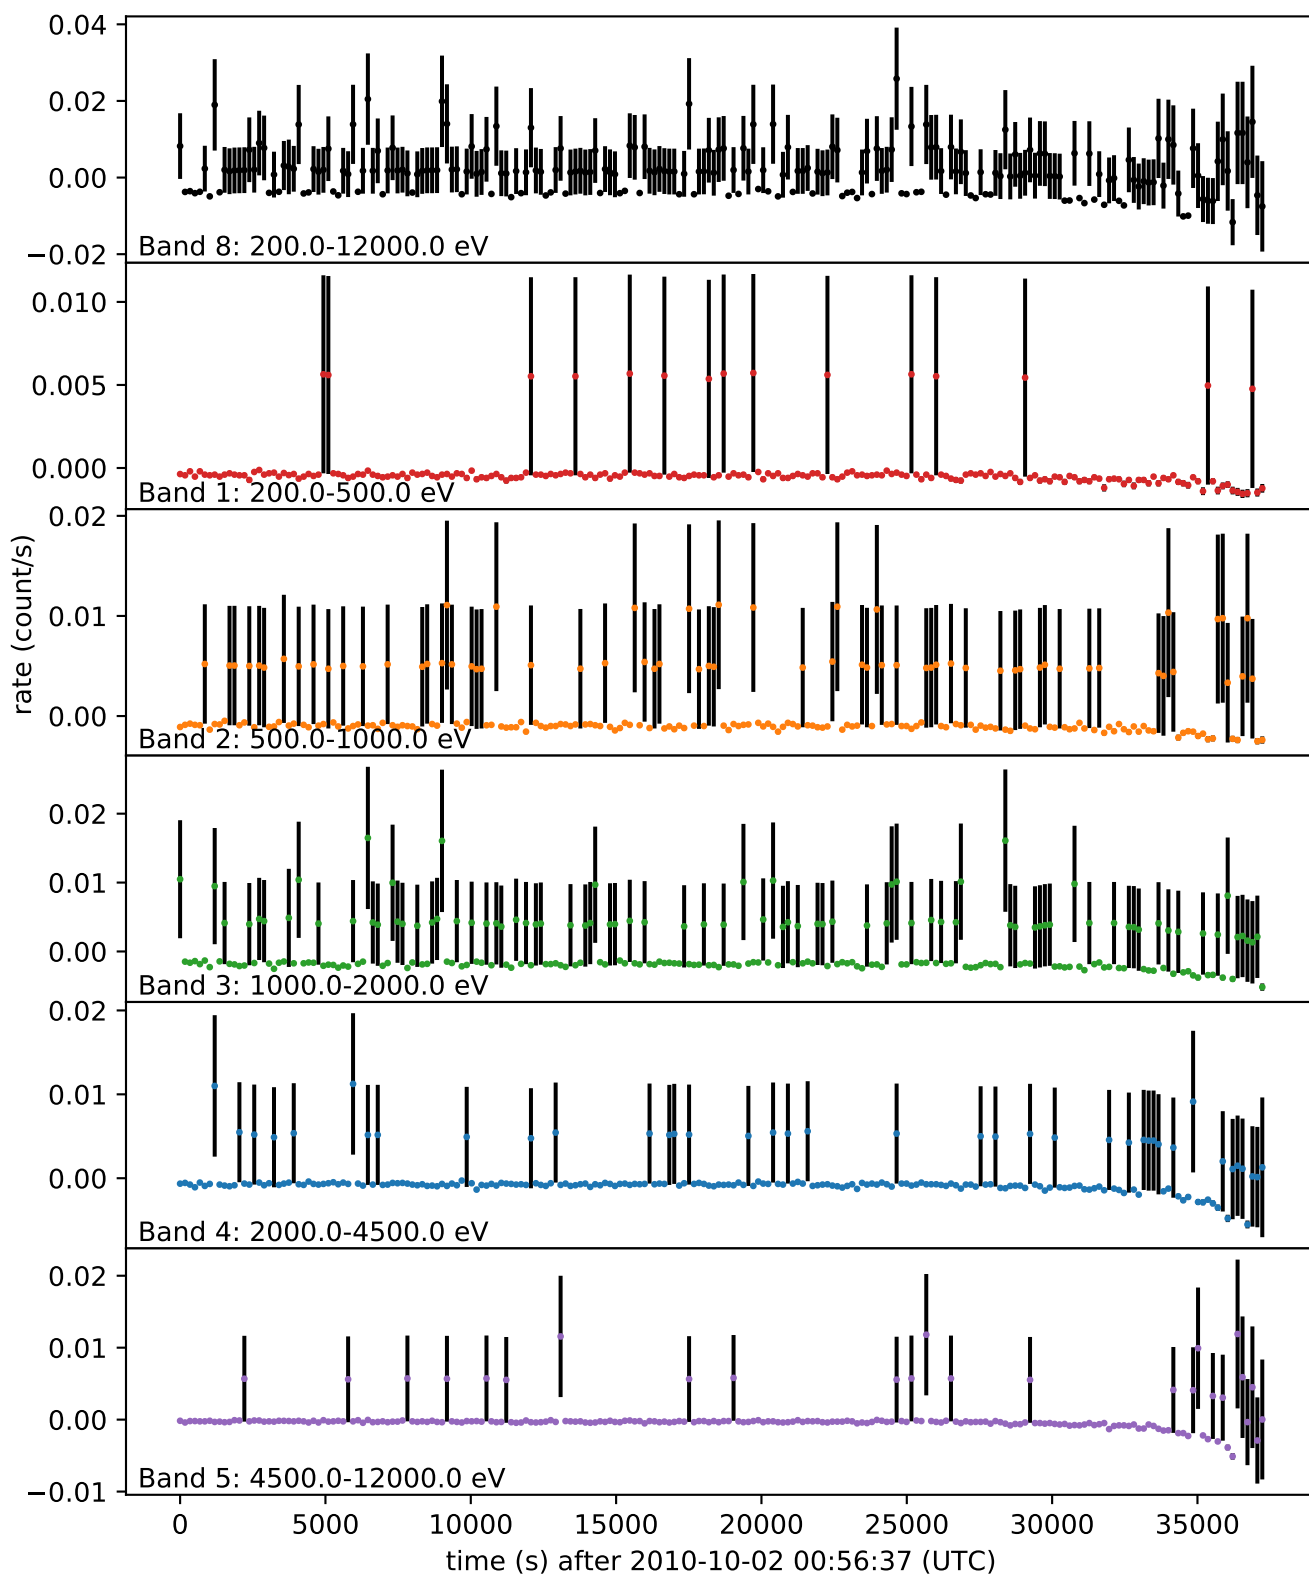 0.04
0.02
0.00
−0.02
Band 8: 200.0-12000.0 eV
0.010
0.005
0.000
Band 1: 200.0-500.0 eV
rate (count/s)
0.02
0.01
0.00
Band 2: 500.0-1000.0 eV
0.02
0.01
0.00
Band 3: 1000.0-2000.0 eV
0.02
0.01
0.00
Band 4: 2000.0-4500.0 eV
0.02
0.01
0.00
−0.01
Band 5: 4500.0-12000.0 eV
0 5000 10000 15000 20000 25000 30000 35000
time (s) after 2010-10-02 00:56:37 (UTC)